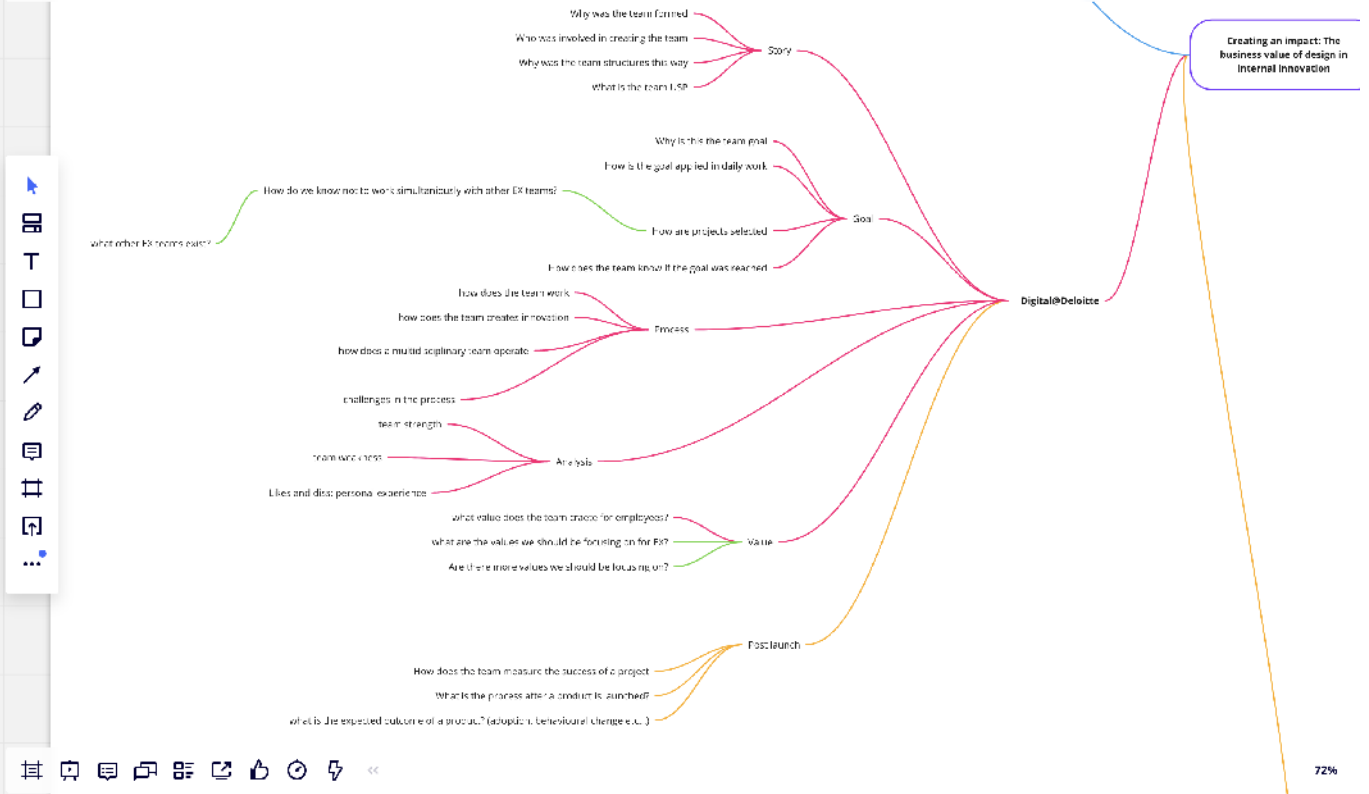 Why was the team formed
Who was involved in creating the team
Why was the team structures this way
What is the team USP
Story
Creating an impact: The
business value of design in
internal innovation
Why is this the team goal
How is the goal applied in daily work
How do we know not to work simultaniously with other EX teams?
what other EX teams exist?
Goal
How are projects selected
How does the team know if the goal was reached
how does the team work
how does the team creates innovation
Process
how does a multidisciplinary team operate
challenges in the process
Digital@Deloitte
team strength
team weakness
Analysis
Likes and diss: personal experience
what value does the team craete for employees?
what are the values we should be focusing on for EX?
Value
Are there more values we should be focusing on?
Post launch
How does the team measure the success of a project
What is the process after a product is launched?
what is the expected outcome of a product? (adoption, behavioural change etc...)
72%